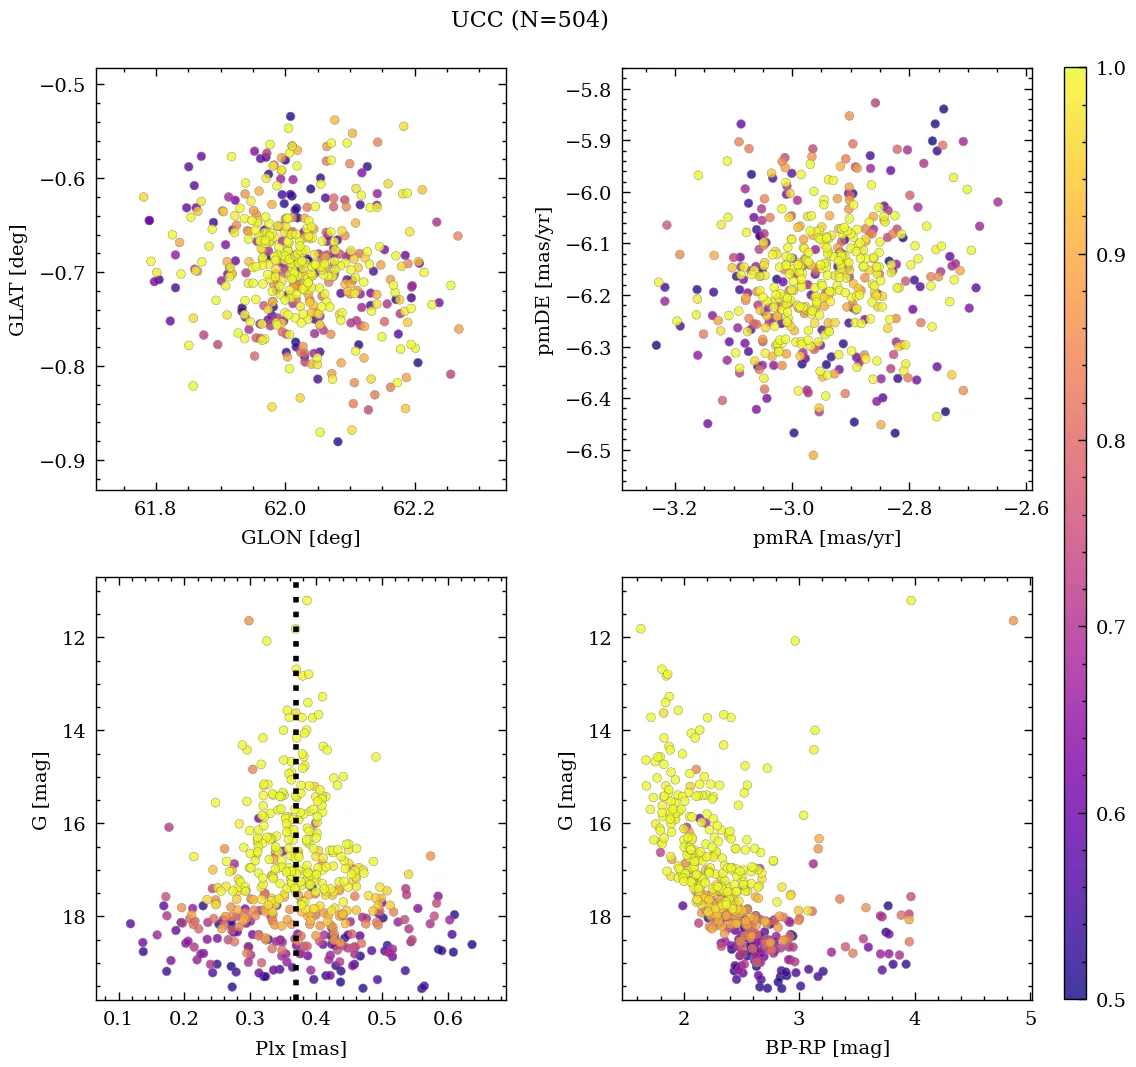 UCC (N=504)
−0.5
−0.6
−0.7
−0.8
−0.9
GLAT [deg]
61.8 62.0 62.2
GLON [deg]
−5.8
−5.9
−6.0
−6.1
−6.2
−6.3
−6.4
−6.5
pmDE [mas/yr]
−3.2 −3.0 −2.8 −2.6
pmRA [mas/yr]
12
14
16
18
G [mag]
0.1 0.2 0.3 0.4 0.5 0.6
Plx [mas]
12
14
16
18
G [mag]
2 3 4 5
BP-RP [mag]
1.0
0.9
0.8
0.7
0.6
0.5